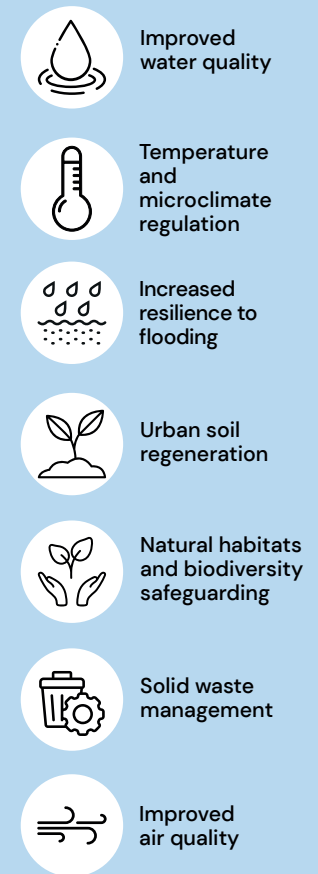 Improved
water quality
Temperature
and
microclimate
regulation
Increased
resilience to
flooding
Urban soil
regeneration
Natural habitats
and biodiversity
safeguarding
Solid waste
management
Improved
air quality